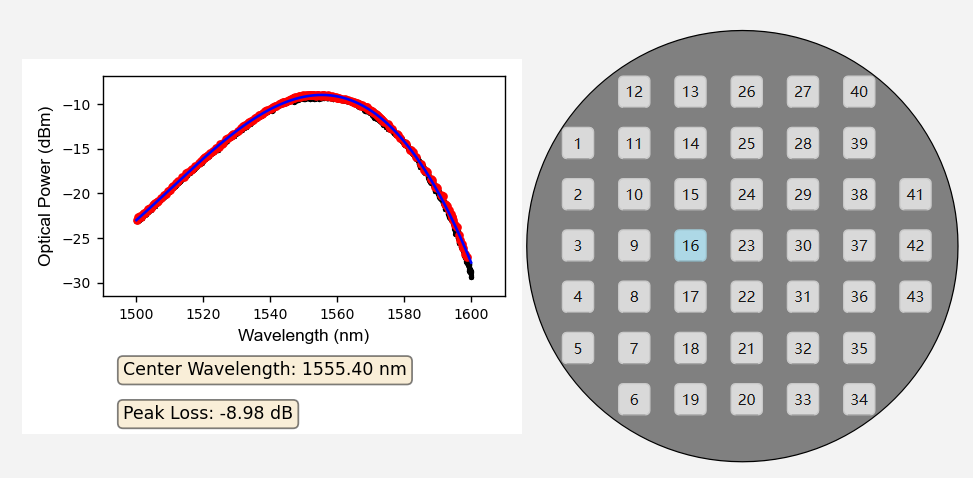 Optical Power (dBm)
−10
−15
−20
−25
−30
1500 1520 1540 1560 1580 1600
Wavelength (nm)
Center Wavelength: 1555.40 nm
Peak Loss: -8.98 dB
12 13 26 27 40
1 11 14 25 28 39
2 10 15 24 29 38 41
3 9 16 23 30 37 42
4 8 17 22 31 36 43
5 7 18 21 32 35
6 19 20 33 34